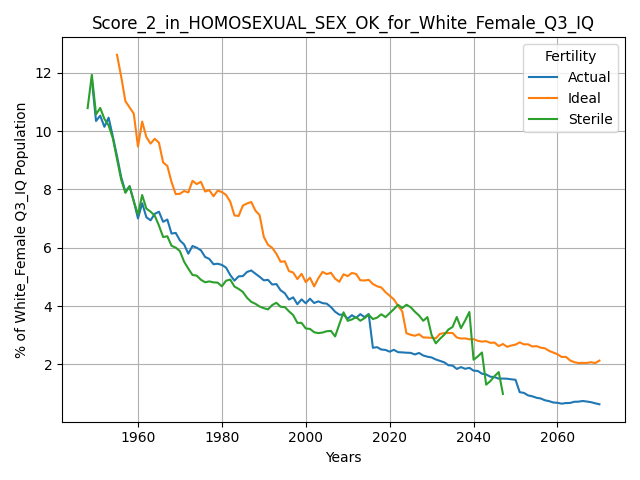 Score_2_in_HOMOSEXUAL_SEX_OK_for_White_Female_Q3_IQ
Fertility
Actual
Ideal
Sterile
% of White_Female Q3_IQ Population
12
10
8
6
4
2
1960 1980 2000 2020 2040 2060
Years